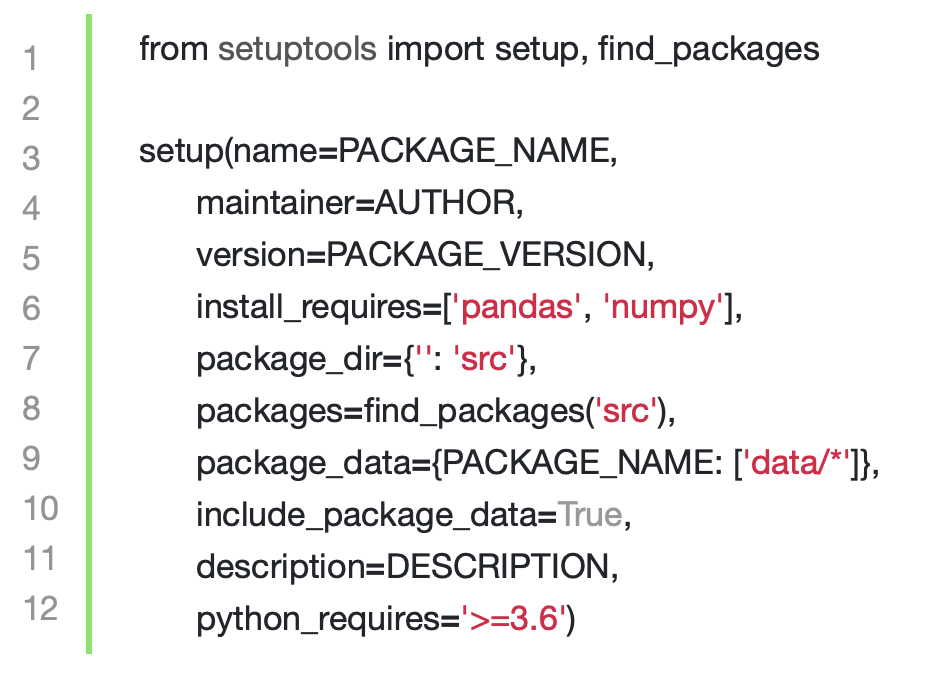 1 from setuptools import setup, find_packages
2
3 setup(name=PACKAGE_NAME,
4 maintainer=AUTHOR,
5 version=PACKAGE_VERSION,
6 install_requires=['pandas', 'numpy'],
7 package_dir={'': 'src'},
8 packages=find_packages('src'),
9 package_data={PACKAGE_NAME: ['data/*']},
10 include_package_data=True,
11 description=DESCRIPTION,
12 python_requires='>=3.6')